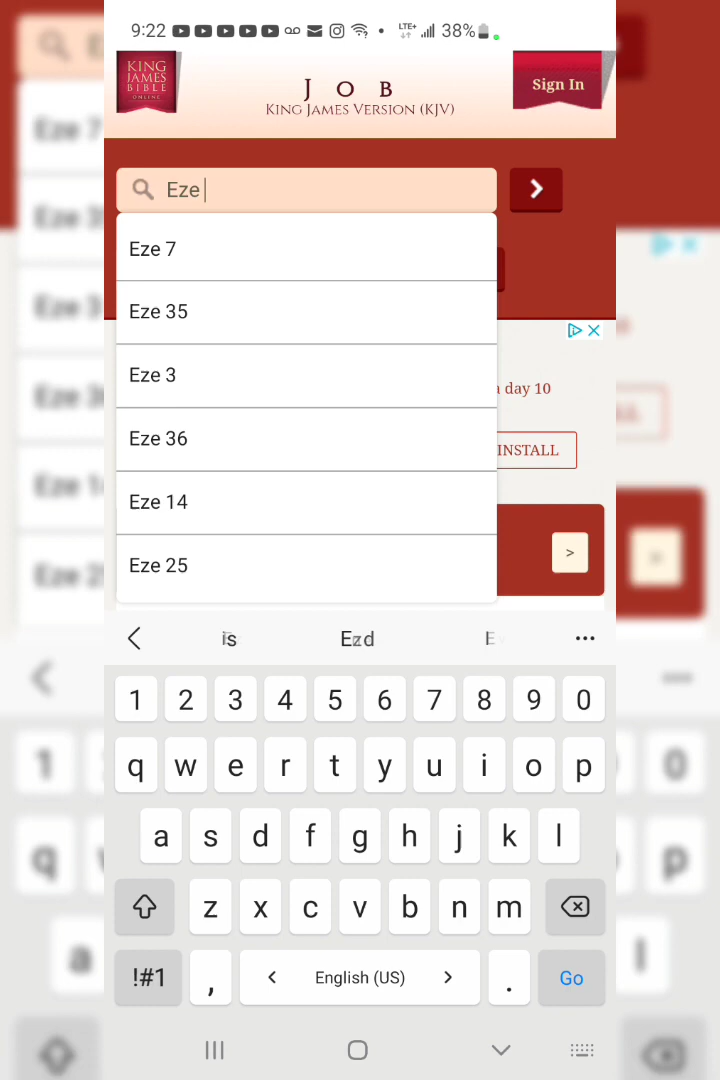 9:22 LTE+ 38%
KING
JAMES
BIBLE
ONLINE
JOB
KING JAMES VERSION (KJV)
Sign In
Eze
Eze 7
Eze 35
Eze 3
day 10
Eze 36
INSTALL
Eze 14
>
Eze 25
is Ezd
1 2 3 4 5 6 7 8 9 0
q w e r t y u i o p
a s d f g h j k l
z x c v b n m
!#1 , < English (US) > . Go